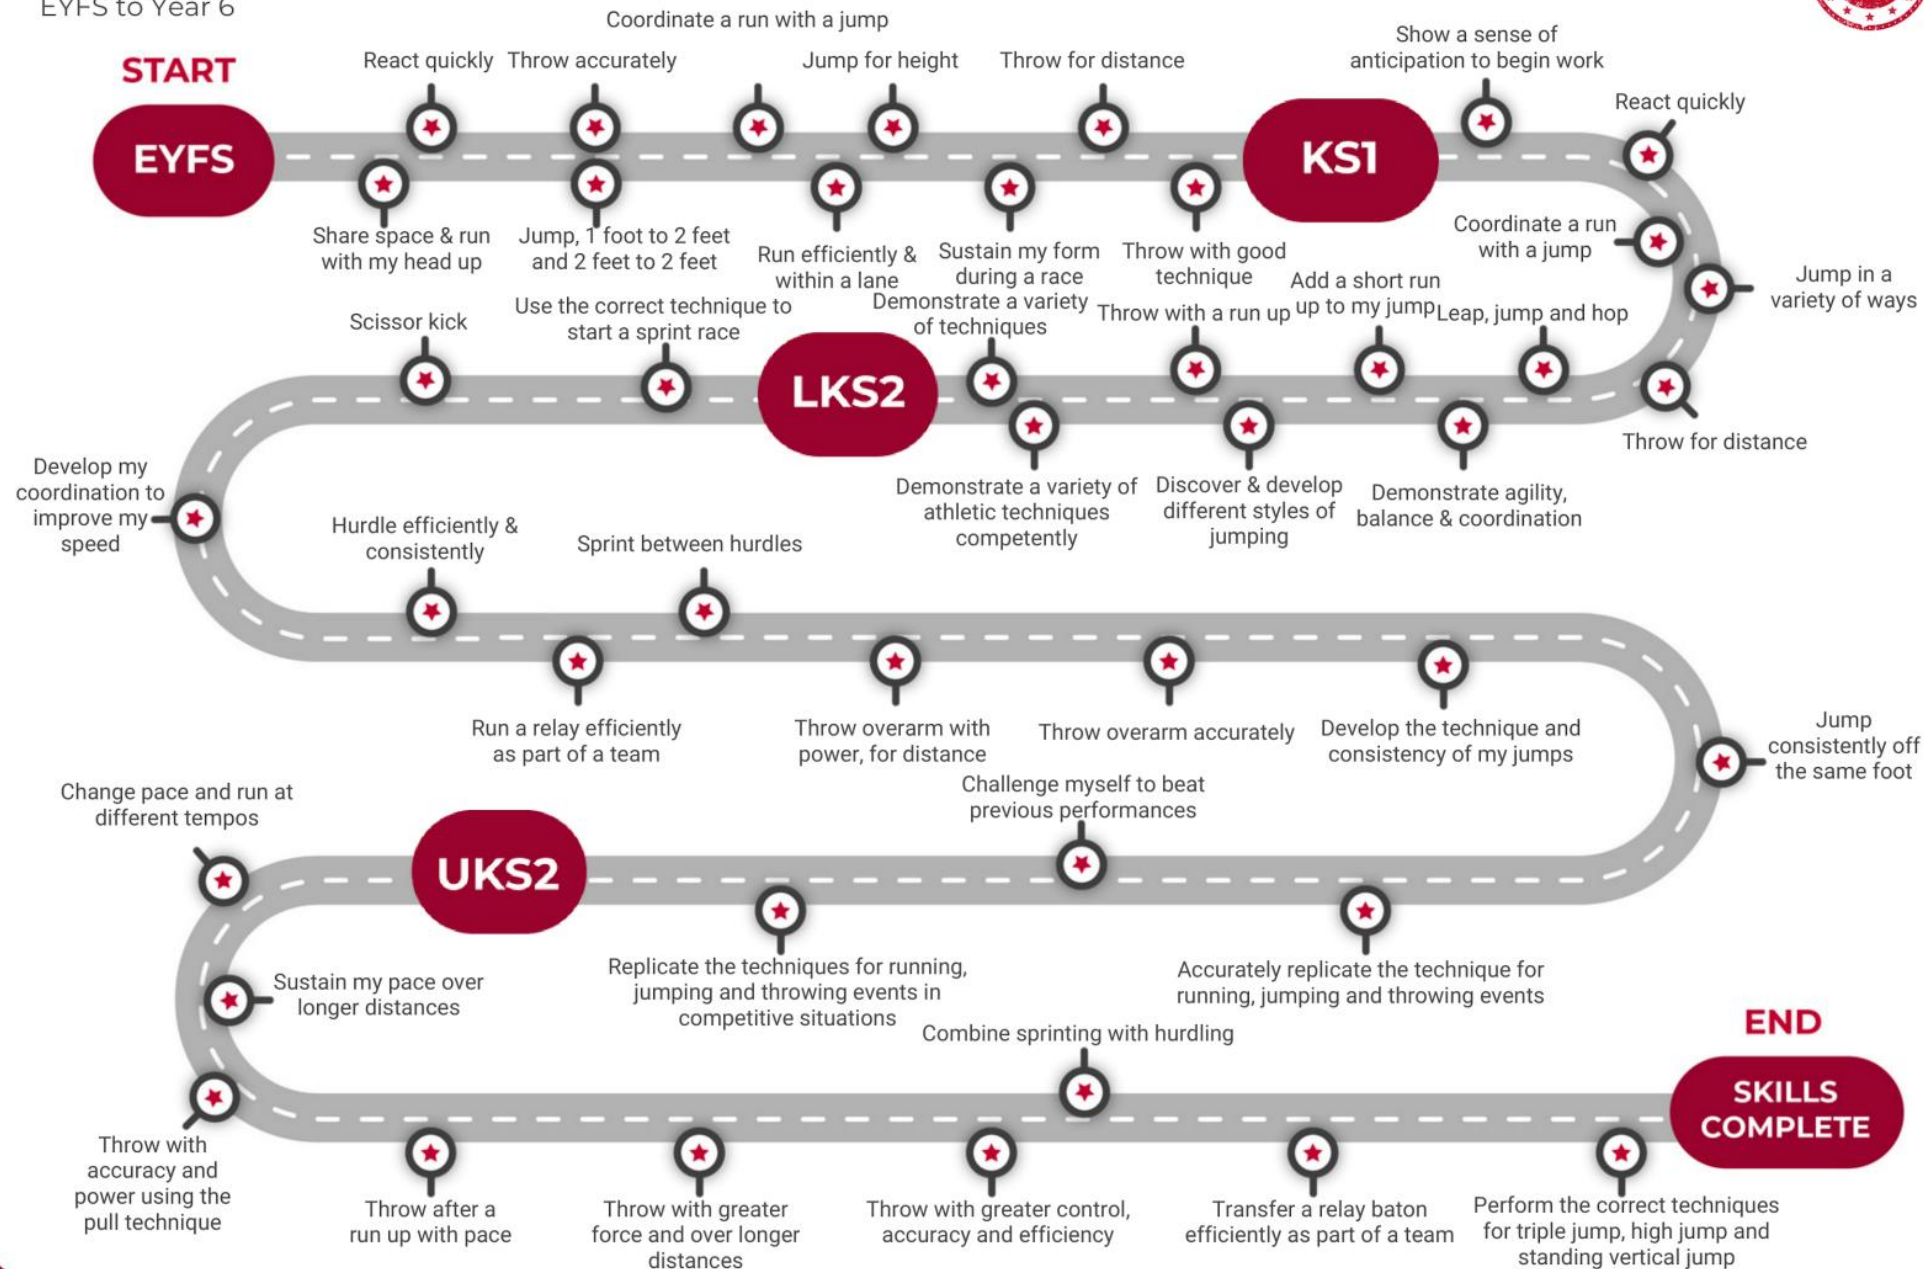 EYFS to Year 6
START
EYFS
Coordinate a run with a jump
React quickly
Throw accurately
Jump for height
Throw for distance
Share space & run
with my head up
Jump, 1 foot to 2 feet
and 2 feet to 2 feet
Run efficiently &
within a lane
Sustain my form
during a race
Throw with good
technique
KS1
Show a sense of
anticipation to begin work
React quickly
Coordinate a run
with a jump
Jump in a
variety of ways
Throw for distance
Leap, jump and hop
Demonstrate agility,
balance & coordination
Add a short run
up to my jump
Discover & develop
different styles of
jumping
Throw with a run up
Demonstrate a variety of
athletic techniques
competently
Demonstrate a variety
of techniques
LKS2
Use the correct technique to
start a sprint race
Scissor kick
Develop my
coordination to
improve my
speed
Hurdle efficiently &
consistently
Run a relay efficiently
as part of a team
Sprint between hurdles
Throw overarm with
power, for distance
Throw overarm accurately
Develop the technique and
consistency of my jumps
Jump
consistently off
the same foot
Accurately replicate the technique for
running, jumping and throwing events
Challenge myself to beat
previous performances
Replicate the techniques for running,
jumping and throwing events in
competitive situations
UKS2
Change pace and run at
different tempos
Sustain my pace over
longer distances
Throw with
accuracy and
power using the
pull technique
Throw after a
run up with pace
Throw with greater
force and over longer
distances
Throw with greater control,
accuracy and efficiency
Combine sprinting with hurdling
Transfer a relay baton
efficiently as part of a team
Perform the correct techniques
for triple jump, high jump and
standing vertical jump
END
SKILLS
COMPLETE